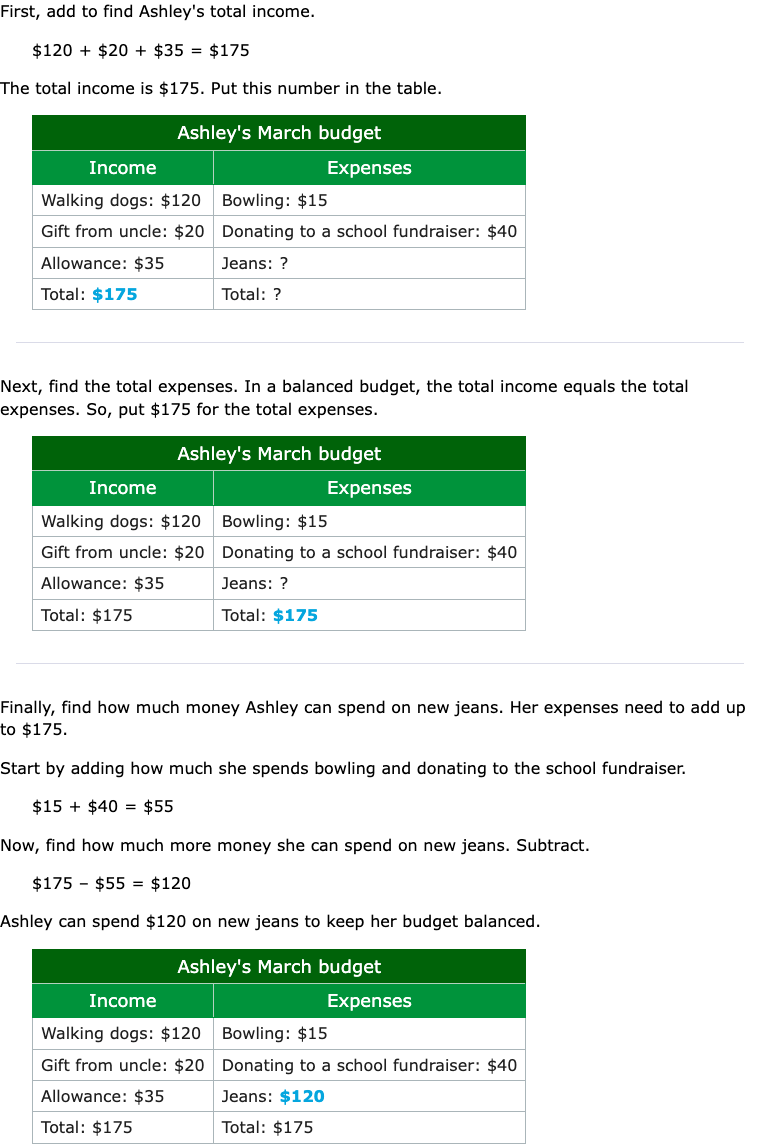 First, add to find Ashley's total income.
$120 + $20 + $35 = $175
The total income is $175. Put this number in the table.
Ashley's March budget
Income Expenses
Walking dogs: $120 Bowling: $15
Gift from uncle: $20 Donating to a school fundraiser: $40
Allowance: $35 Jeans: ?
Total: $175 Total: ?
Next, find the total expenses. In a balanced budget, the total income equals the total
expenses. So, put $175 for the total expenses.
Ashley's March budget
Income Expenses
Walking dogs: $120 Bowling: $15
Gift from uncle: $20 Donating to a school fundraiser: $40
Allowance: $35 Jeans: ?
Total: $175 Total: $175
Finally, find how much money Ashley can spend on new jeans. Her expenses need to add up
to $175.
Start by adding how much she spends bowling and donating to the school fundraiser.
$15 + $40 = $55
Now, find how much more money she can spend on new jeans. Subtract.
$175 – $55 = $120
Ashley can spend $120 on new jeans to keep her budget balanced.
Ashley's March budget
Income Expenses
Walking dogs: $120 Bowling: $15
Gift from uncle: $20 Donating to a school fundraiser: $40
Allowance: $35 Jeans: $120
Total: $175 Total: $175